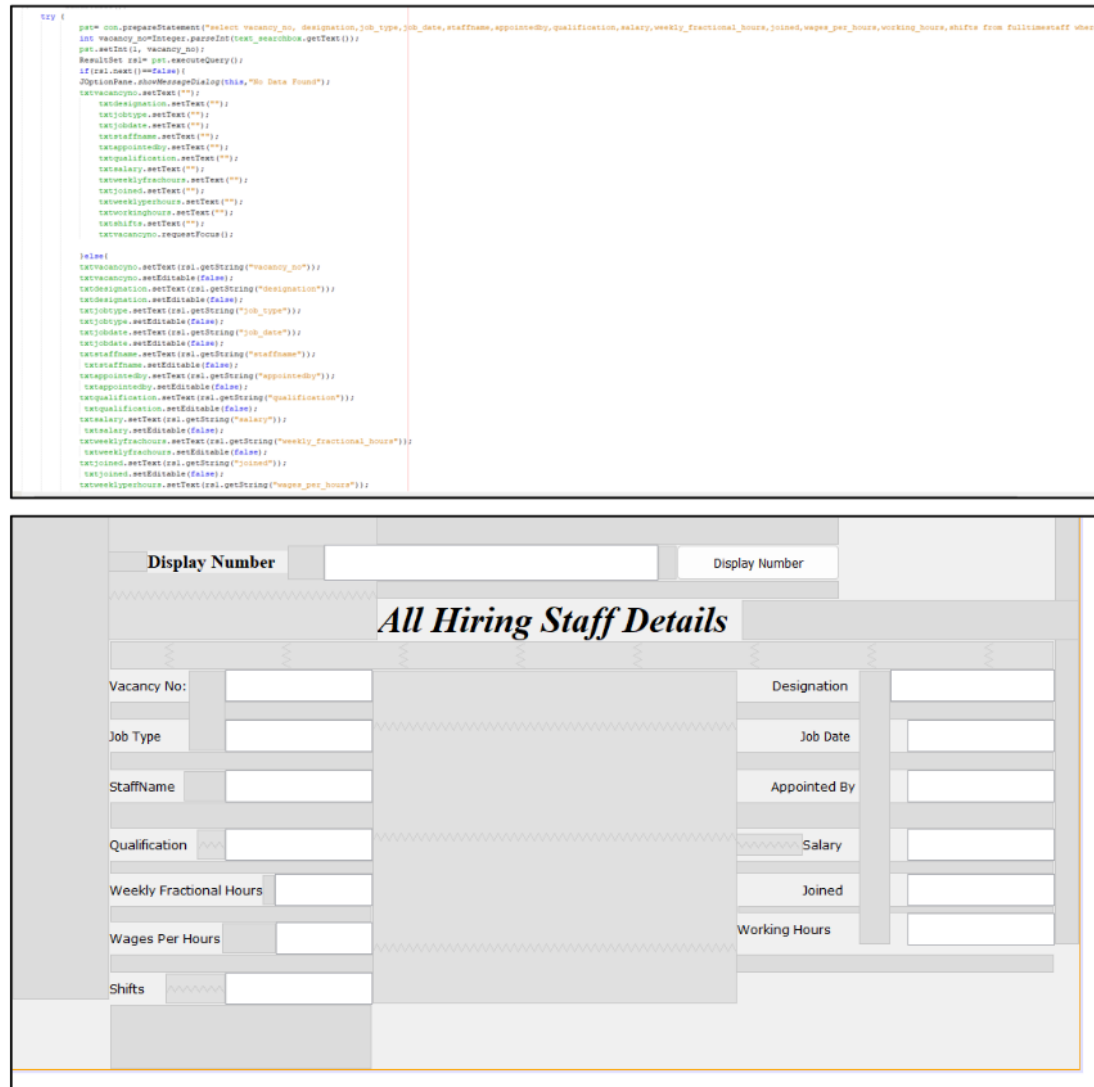 try {
pst= con.prepareStatement("select vacancy_no, designation,job_type,job_date,staffname,appointedby,qualification,salary,weekly_fractional_hours,joined,wages_per_hours,working_hours,shifts from fulltimestaff wher
int vacancy_no=Integer.parseInt(text_searchbox.getText());
pst.setInt(1, vacancy_no);
ResultSet rs1= pst.executeQuery();
if(rs1.next()==false){
JOptionPane.showMessageDialog(this,"No Date Found");
txtvacancyno.setText("");
txtdesignation.setText("");
txtjobtype.setText("");
txtjobdate.setText("");
txtstaffname.setText("");
txtappointedby.setText("");
txtqualification.setText("");
txtsalary.setText("");
txtweeklyfrachours.setText("");
txtjoined.setText("");
txtweeklyperhours.setText("");
txtworkinghours.setText("");
txtshifts.setText("");
txtvacancyno.requestFocus();
}else{
txtvacancyno.setText(rs1.getString("vacancy_no"));
txtvacancyno.setEditable(false);
txtdesignation.setText(rs1.getString("designation"));
txtdesignation.setEditable(false);
txtjobtype.setText(rs1.getString("job_type"));
txtjobtype.setEditable(false);
txtjobdate.setText(rs1.getString("job_date"));
txtjobdate.setEditable(false);
txtstaffname.setText(rs1.getString("staffname"));
txtstaffname.setEditable(false);
txtappointedby.setText(rs1.getString("appointedby"));
txtappointedby.setEditable(false);
txtqualification.setText(rs1.getString("qualification"));
txtqualification.setEditable(false);
txtsalary.setText(rs1.getString("salary"));
txtsalary.setEditable(false);
txtweeklyfrachours.setText(rs1.getString("weekly_fractional_hours"));
txtweeklyfrachours.setEditable(false);
txtjoined.setText(rs1.getString("joined"));
txtjoined.setEditable(false);
txtweeklyperhours.setText(rs1.getString("wages_per_hours"));
Display Number Display Number
All Hiring Staff Details
Vacancy No: Designation
Job Type Job Date
StaffName Appointed By
Qualification Salary
Weekly Fractional Hours Joined
Wages Per Hours Working Hours
Shifts